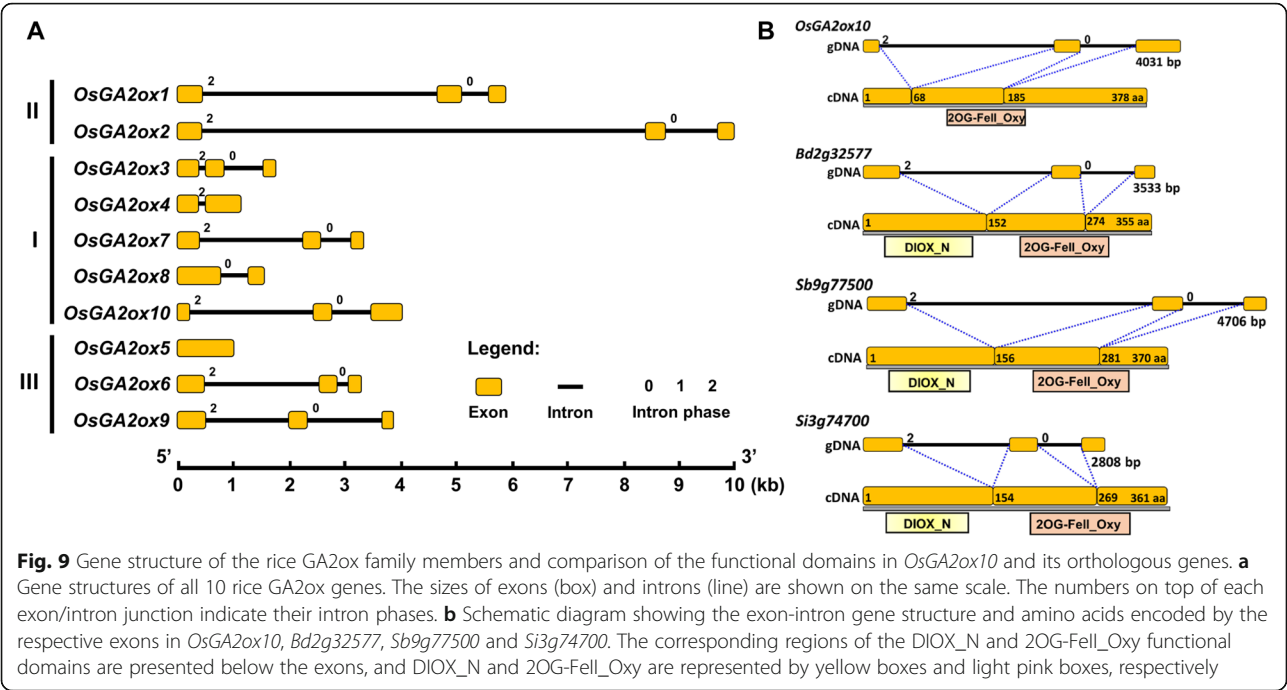 A
II
OsGA2ox1 2 0
OsGA2ox2 2 0
I
OsGA2ox3 2 0
OsGA2ox4 2
OsGA2ox7 2 0
OsGA2ox8 0
OsGA2ox10 2 0
III
OsGA2ox5
OsGA2ox6 2 0
OsGA2ox9 2 0
Legend:
0 1 2
Exon Intron Intron phase
5' 3'
0 1 2 3 4 5 6 7 8 9 10 (kb)
B
OsGA2ox10
gDNA 2 0
4031 bp
cDNA 1 68 185 378 aa
2OG-FeII_Oxy
Bd2g32577
gDNA 2 0
3533 bp
cDNA 1 152 274 355 aa
DIOX_N 2OG-FeII_Oxy
Sb9g77500
gDNA 2 0
4706 bp
cDNA 1 156 281 370 aa
DIOX_N 2OG-FeII_Oxy
Si3g74700
gDNA 2 0
2808 bp
cDNA 1 154 269 361 aa
DIOX_N 2OG-FeII_Oxy
Fig. 9 Gene structure of the rice GA2ox family members and comparison of the functional domains in OsGA2ox10 and its orthologous genes. a
Gene structures of all 10 rice GA2ox genes. The sizes of exons (box) and introns (line) are shown on the same scale. The numbers on top of each
exon/intron junction indicate their intron phases. b Schematic diagram showing the exon-intron gene structure and amino acids encoded by the
respective exons in OsGA2ox10, Bd2g32577, Sb9g77500 and Si3g74700. The corresponding regions of the DIOX_N and 2OG-FeII_Oxy functional
domains are presented below the exons, and DIOX_N and 2OG-FeII_Oxy are represented by yellow boxes and light pink boxes, respectively